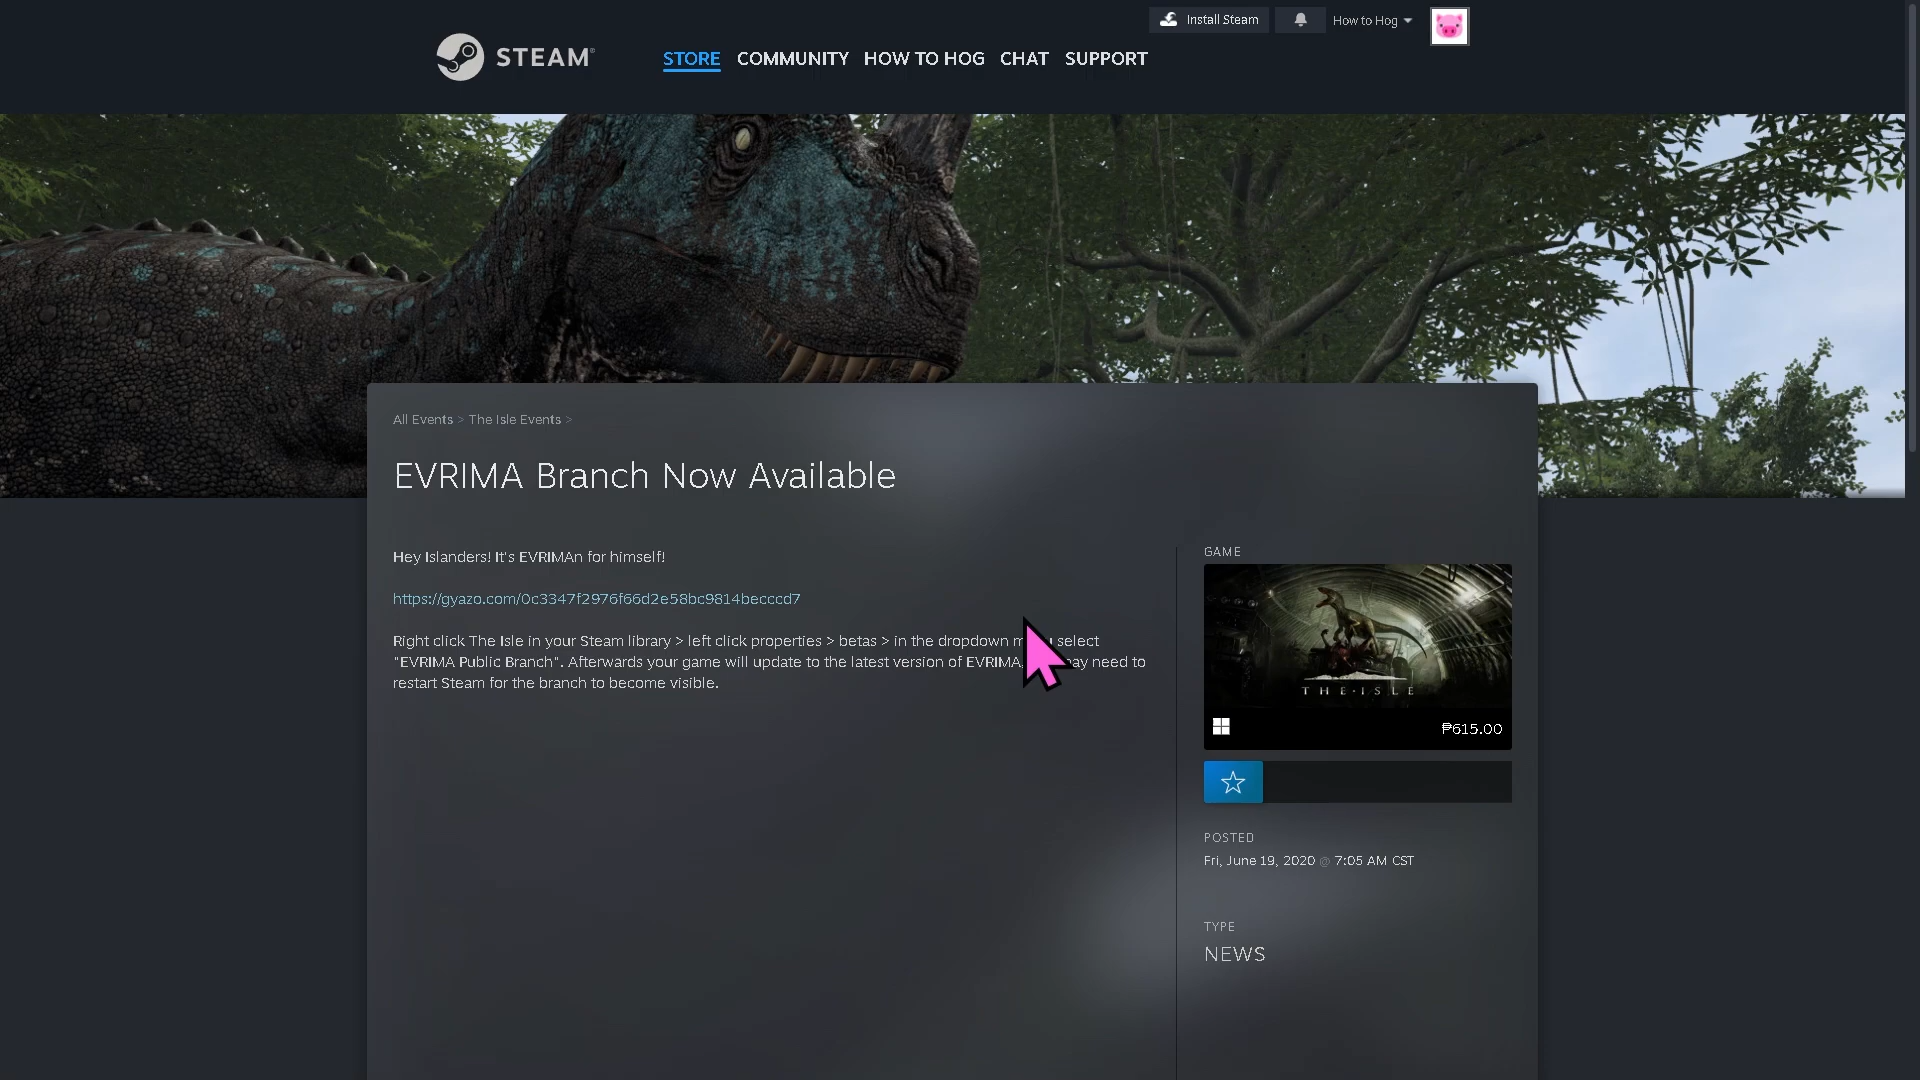 Install Steam
How to Hog
STEAM®
STORE COMMUNITY HOW TO HOG CHAT SUPPORT
All Events > The Isle Events >
EVRIMA Branch Now Available
Hey Islanders! It's EVRIMAn for himself!
https://gyazo.com/0c3347f2976f66d2e58bc9814becccd7
Right click The Isle in your Steam library > left click properties > betas > in the dropdown select
"EVRIMA Public Branch". Afterwards your game will update to the latest version of EVRIMA. need to
restart Steam for the branch to become visible.
GAME
THE·ISLE
₱615.00
POSTED
Fri, June 19, 2020 @ 7:05 AM CST
TYPE
NEWS